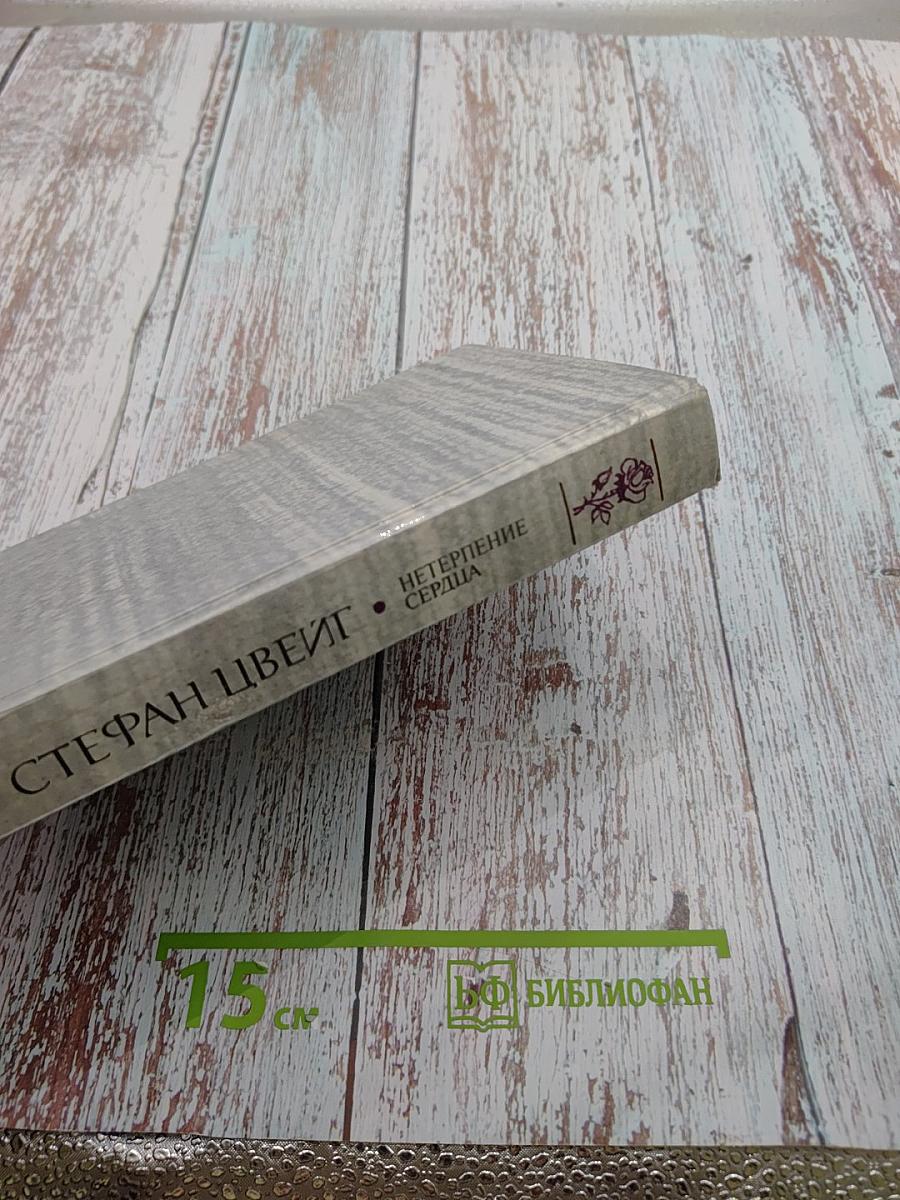 СТЕФАН ЦВЕЙГ • НЕТЕРПЕНИЕ
СЕРДЦА
15 см
БФ БИБЛИОФАН